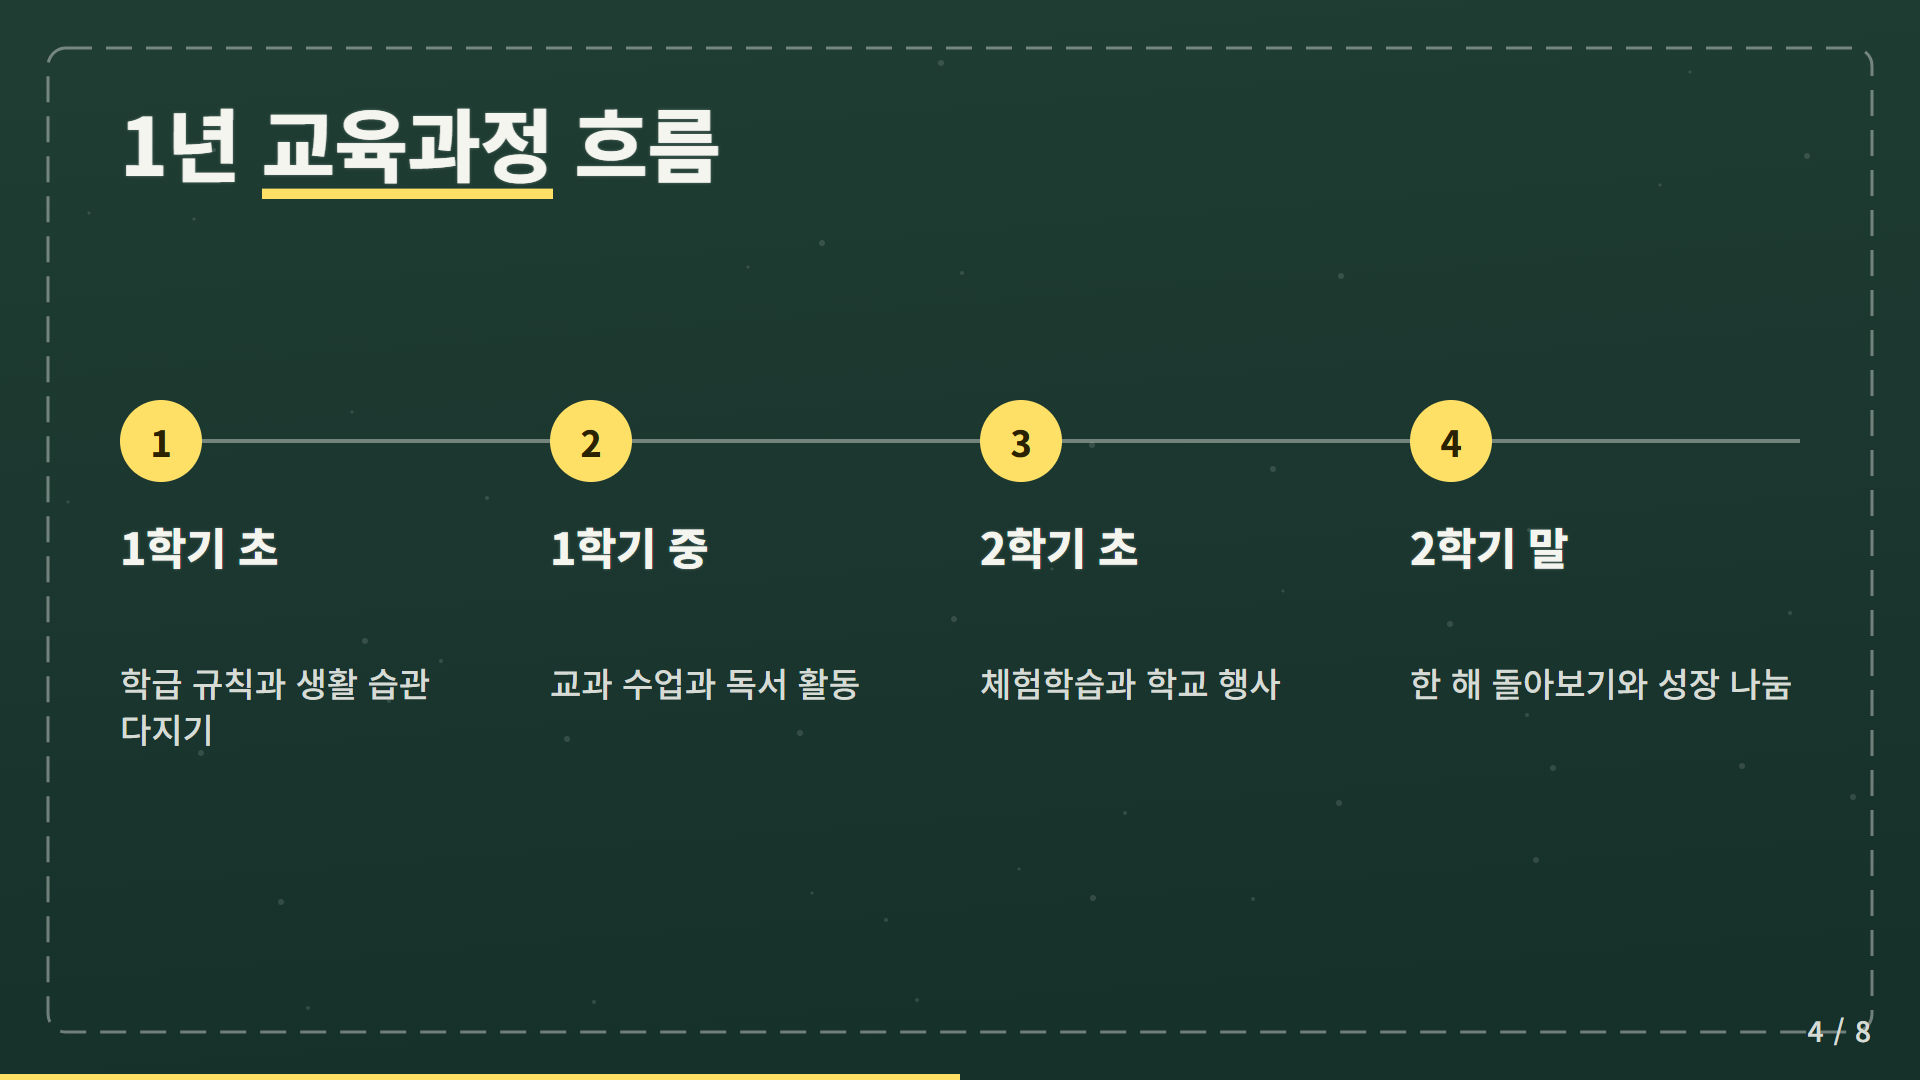 1년 교육과정 흐름
1
1학기 초
학급 규칙과 생활 습관
다지기
2
1학기 중
교과 수업과 독서 활동
3
2학기 초
체험학습과 학교 행사
4
2학기 말
한 해 돌아보기와 성장 나눔
4 / 8